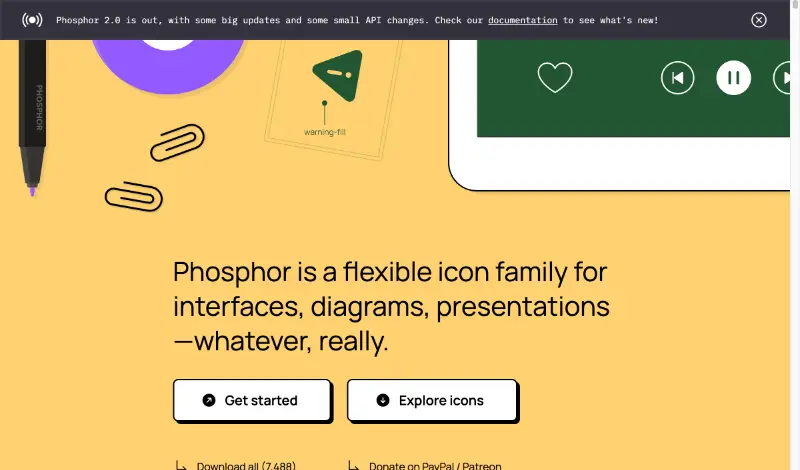 Phosphor 2.0 is out, with some big updates and some small API changes. Check our documentation to see what's new!
PHOSPHOR
warning-fill
Phosphor is a flexible icon family for
interfaces, diagrams, presentations
—whatever, really.
Get started
Explore icons
Download all (7,488)
Donate on PayPal / Patreon